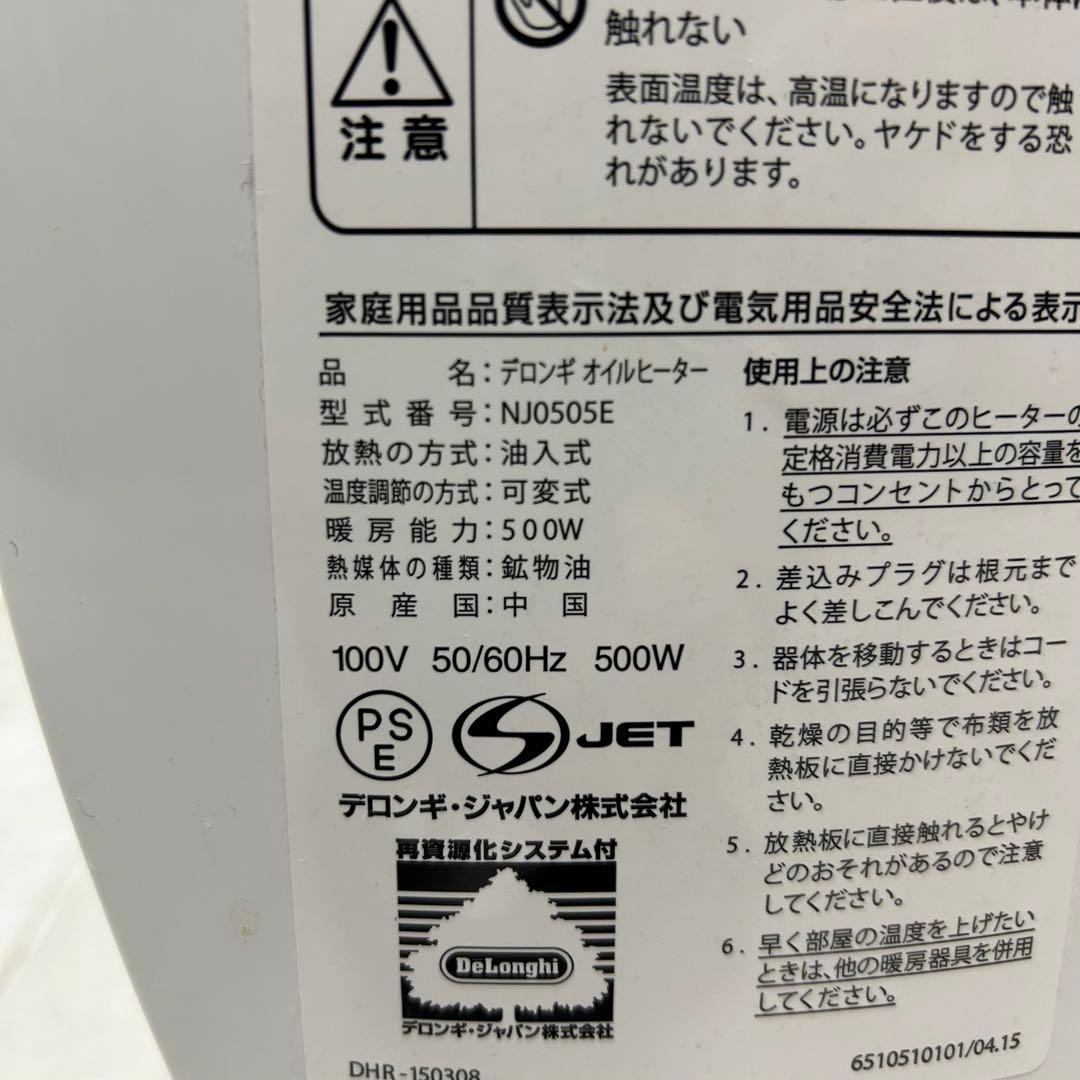 触れない
注意
表面温度は、高温になりますので触
れないでください。ヤケドをする恐
れがあります。
家庭用品品質表示法及び電気用品安全法による表示
品名：デロンギ オイルヒーター
型式番号：NJ0505E
放熱の方式：油入式
温度調節の方式：可変式
暖房能力：500W
熱媒体の種類：鉱物油
原産国：中国
100V 50/60Hz 500W
PSE
JET
デロンギ・ジャパン株式会社
再資源化システム付
DeLonghi
デロンギ・ジャパン株式会社
DHR-150308
使用上の注意
1. 電源は必ずこのヒーターの
定格消費電力以上の容量を
もつコンセントからとって
ください。
2. 差込みプラグは根元まで
よく差しこんでください。
3. 器体を移動するときはコー
ドを引張らないでください。
4. 乾燥の目的等で布類を放
熱板に直接かけないでくだ
さい。
5. 放熱板に直接触れるとやけ
どのおそれがあるので注意
してください。
6. 早く部屋の温度を上げたい
ときは、他の暖房器具を併用
してください。
6510510101/04.15